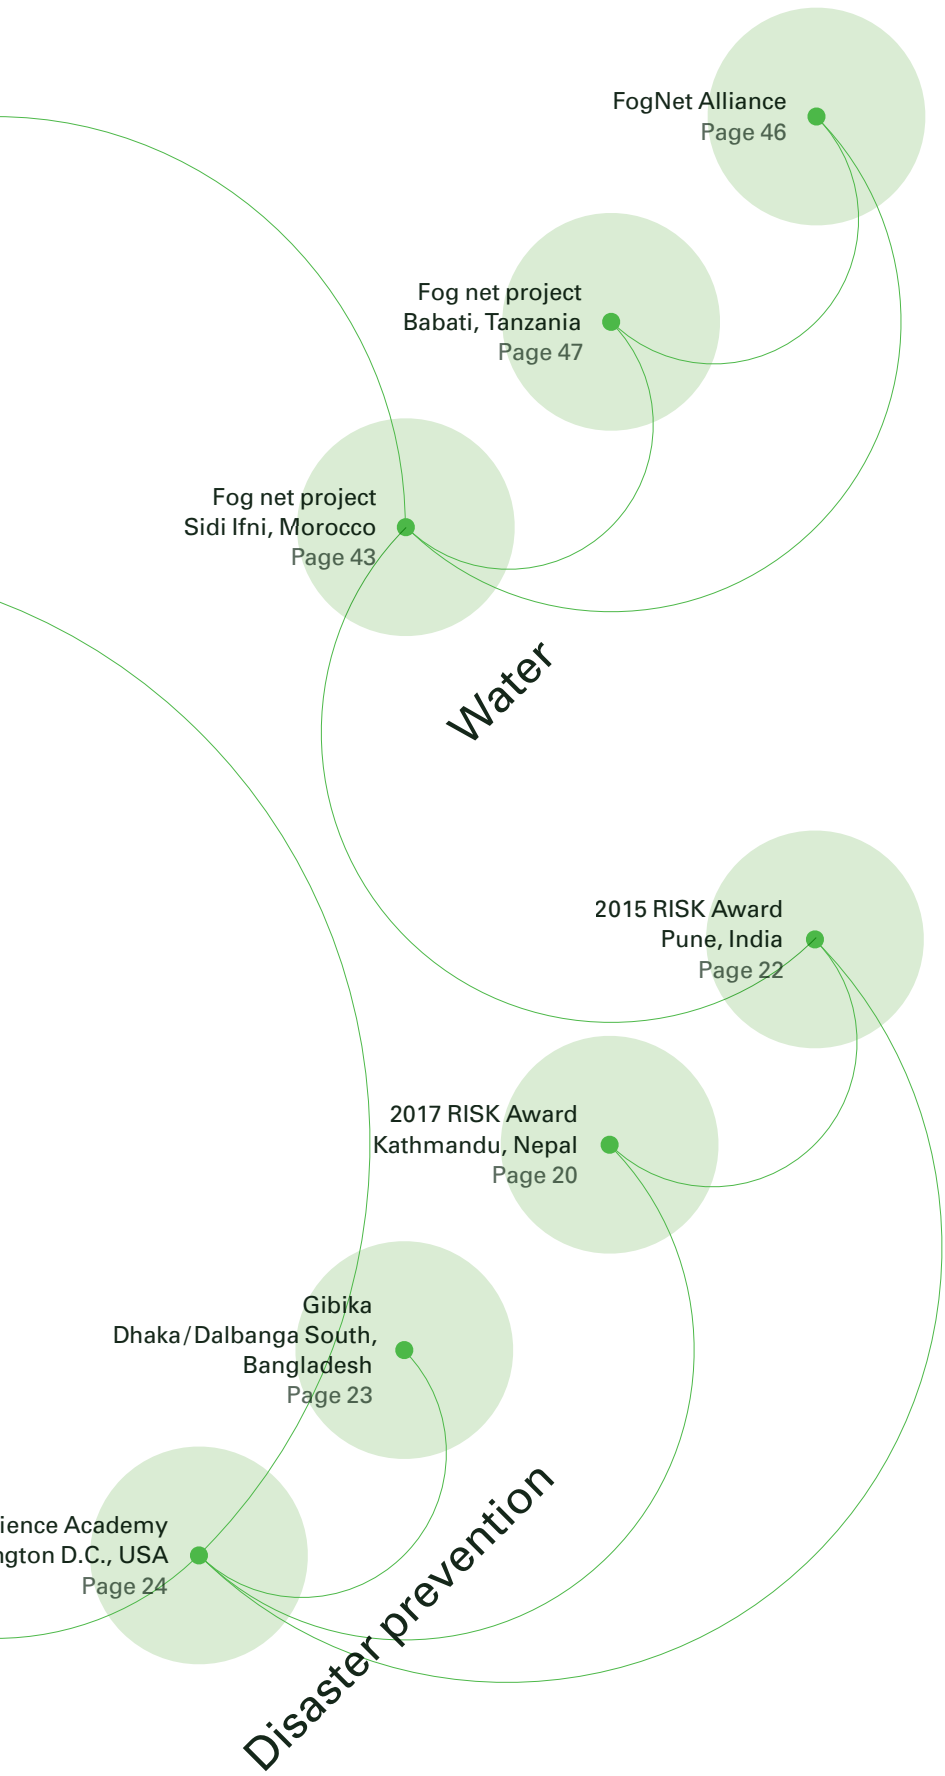 FogNet Alliance
Page 46
Fog net project
Babati, Tanzania
Page 47
Fog net project
Sidi Ifni, Morocco
Page 43
Water
2015 RISK Award
Pune, India
Page 22
2017 RISK Award
Kathmandu, Nepal
Page 20
Gibika
Dhaka/Dalbanga South,
Bangladesh
Page 23
ience Academy
ngton D.C., USA
Page 24
Disaster prevention